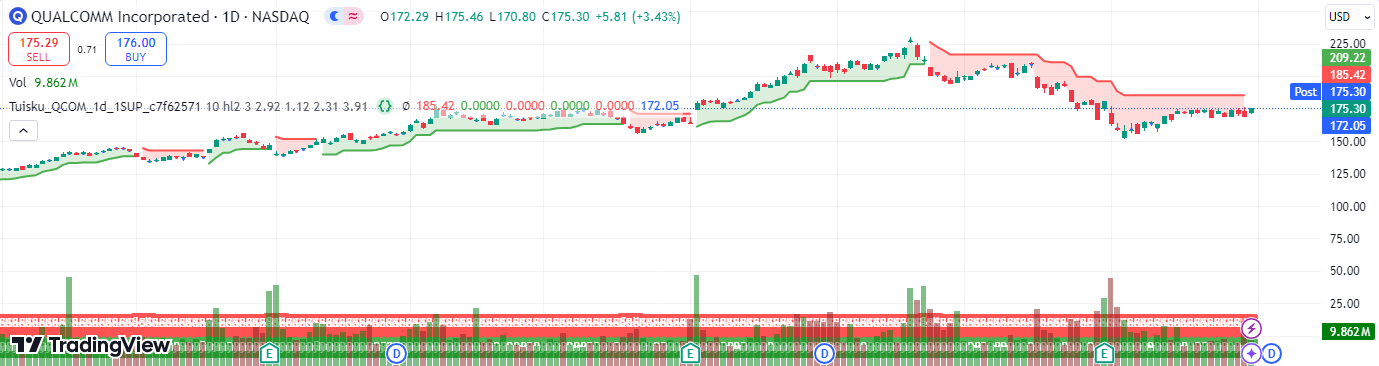 QUALCOMM Incorporated · 1D · NASDAQ O172.29 H175.46 L170.80 C175.30 +5.81 (+3.43%)
USD
175.29
SELL
0.71
176.00
BUY
Vol 9.862M
Tuisku_QCOM_1d_1SUP_c7f62571 10 hl2 3 2.92 1.12 2.31 3.91 Ø 185.42 0.0000 0.0000 0.0000 0.0000 172.05
225.00
209.22
185.42
Post 175.30
175.30
172.05
150.00
125.00
100.00
75.00
50.00
25.00
9.862M
TradingView
E D E D E D